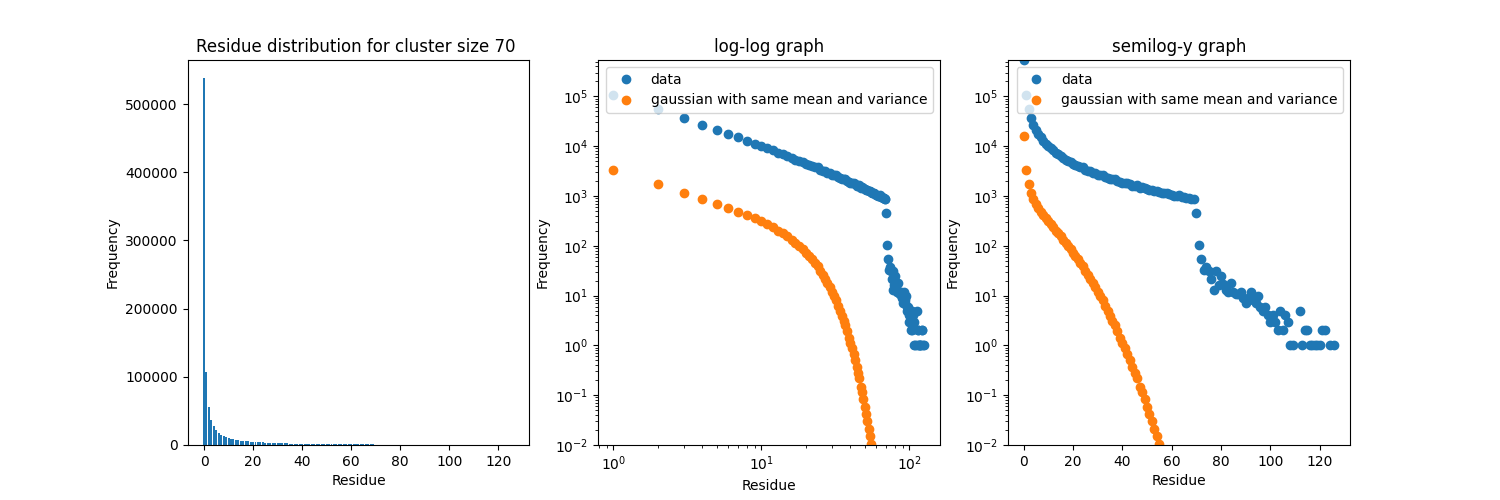 Residue distribution for cluster size 70
Frequency
500000
400000
300000
200000
100000
0
0 20 40 60 80 100 120
Residue
log-log graph
data
gaussian with same mean and variance
Frequency
10^5
10^4
10^3
10^2
10^1
10^0
10^-1
10^-2
10^0 10^1 10^2
Residue
semilog-y graph
data
gaussian with same mean and variance
Frequency
10^5
10^4
10^3
10^2
10^1
10^0
10^-1
10^-2
0 20 40 60 80 100 120
Residue